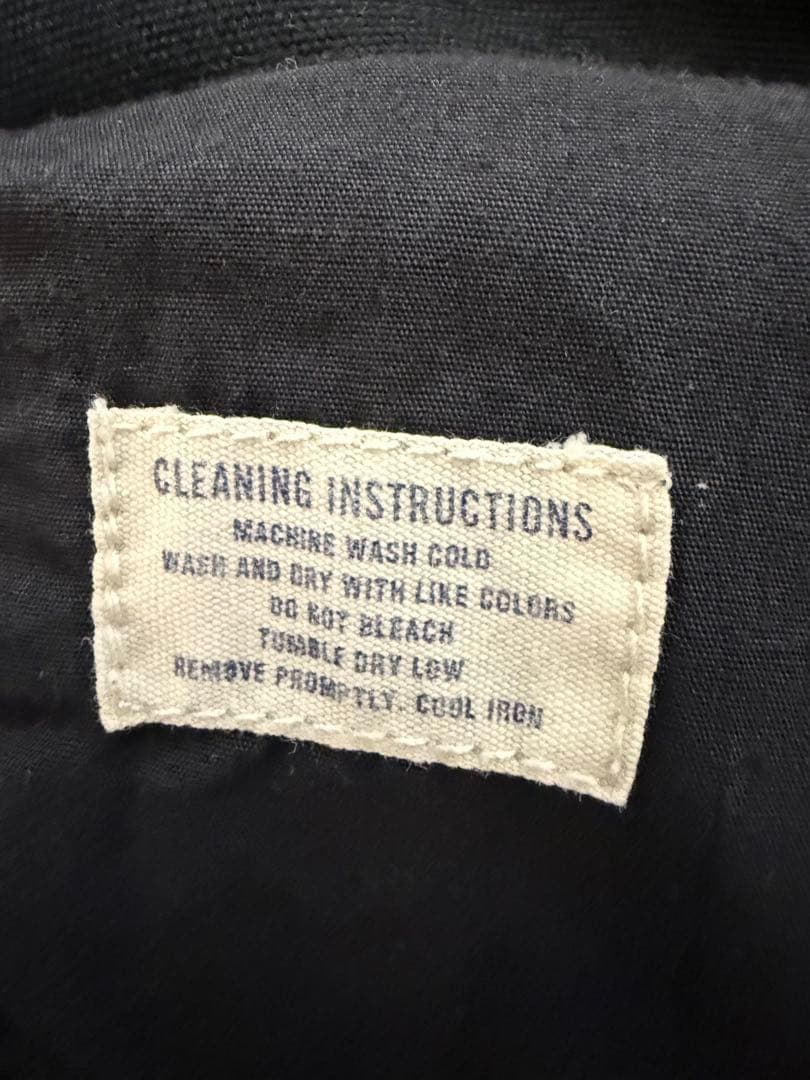 CLEANING INSTRUCTIONS
MACHINE WASH COLD
WASH AND DRY WITH LIKE COLORS
DO NOT BLEACH
TUMBLE DRY LOW
REMOVE PROMPTLY. COOL IRON